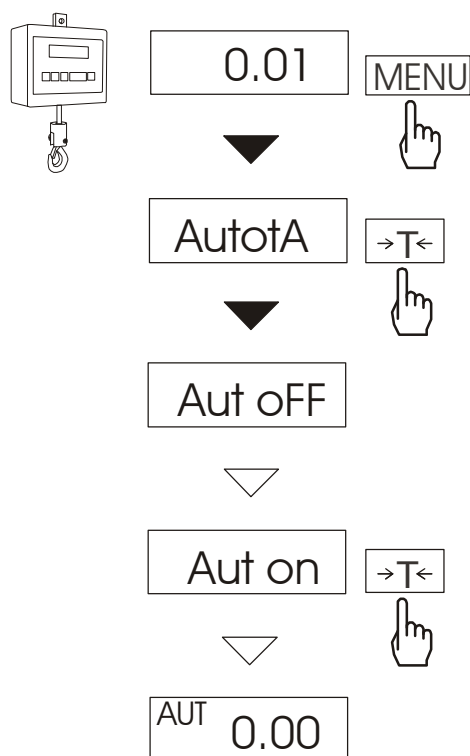 0.01
MENU
AutotA
→T←
Aut oFF
Aut on
→T←
AUT 0.00